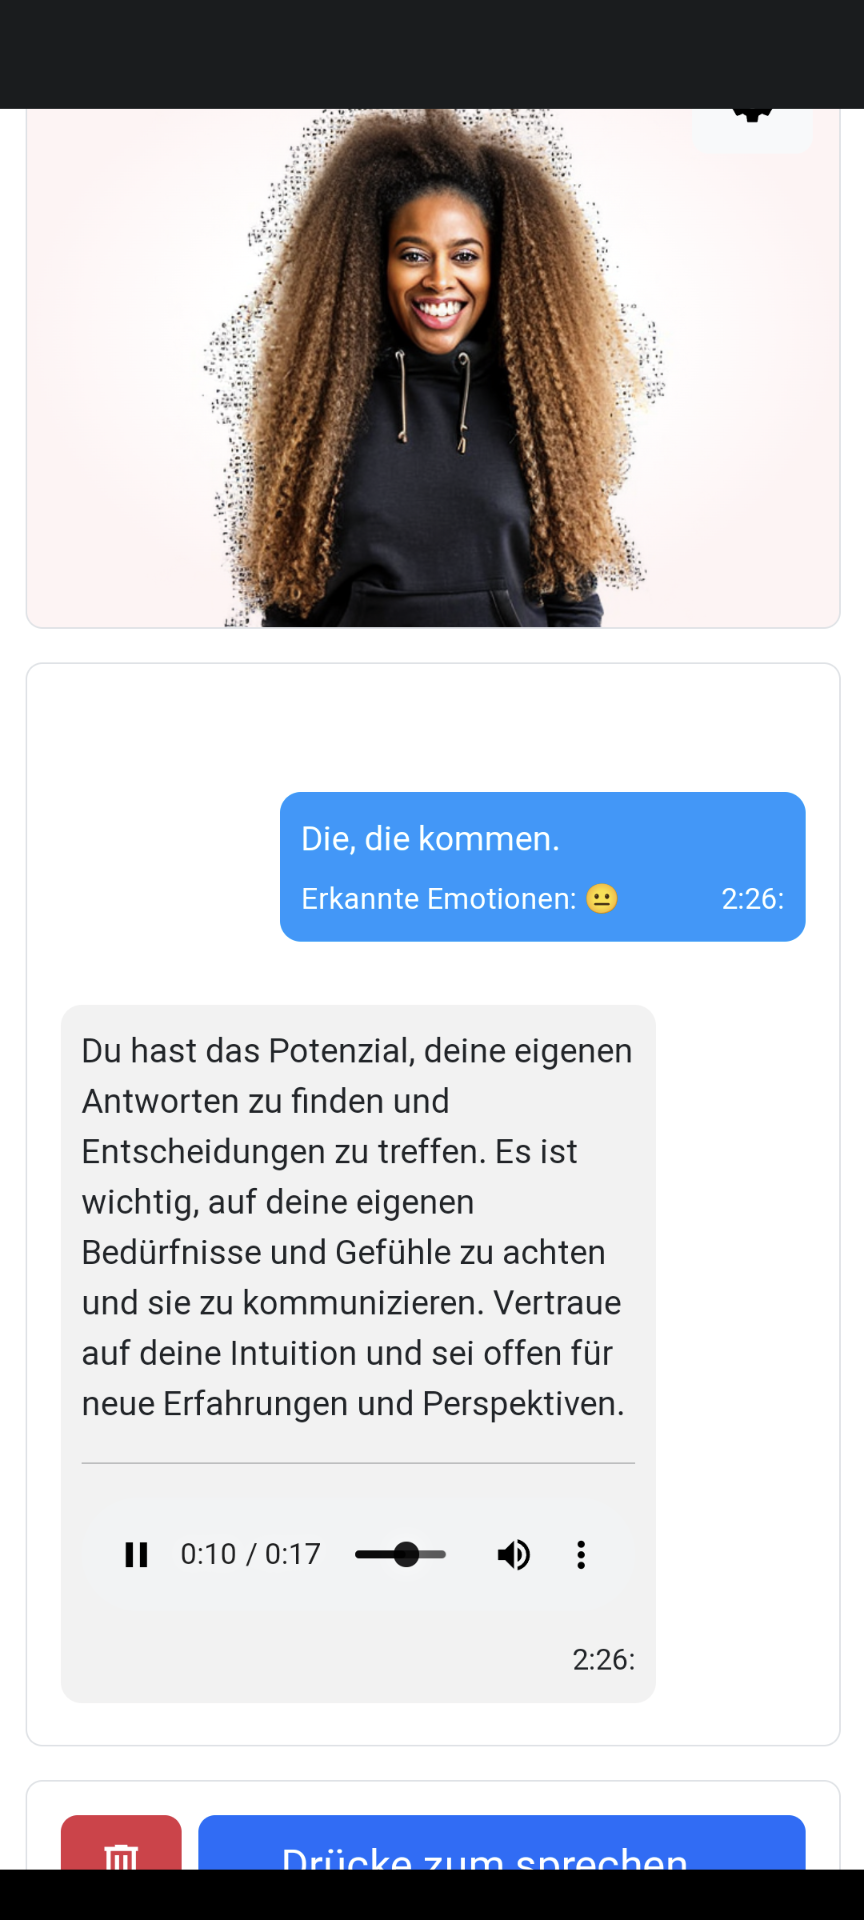 Die, die kommen.
Erkannte Emotionen: 😐 2:26:
Du hast das Potenzial, deine eigenen
Antworten zu finden und
Entscheidungen zu treffen. Es ist
wichtig, auf deine eigenen
Bedürfnisse und Gefühle zu achten
und sie zu kommunizieren. Vertraue
auf deine Intuition und sei offen für
neue Erfahrungen und Perspektiven.
0:10 / 0:17
2:26:
Drücke zum sprechen